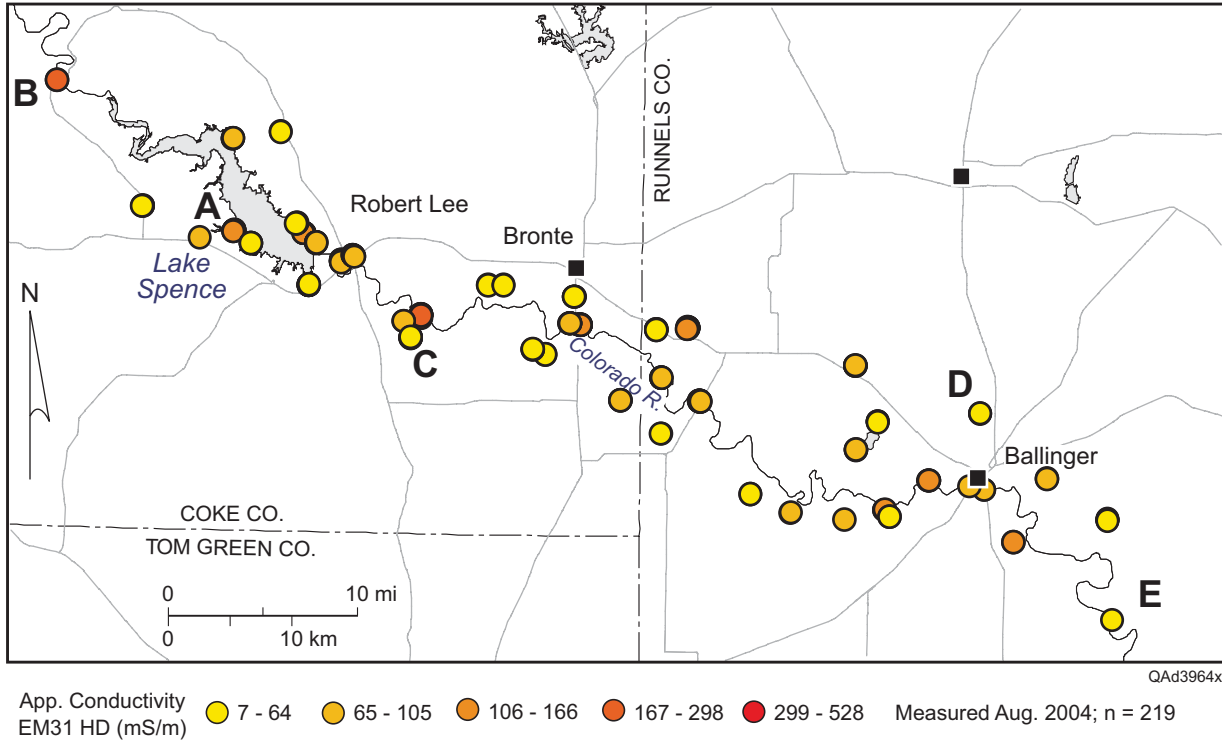 B
RUNNELS CO.
A
Robert Lee
Bronte
Lake
Spence
N
C
Colorado R.
D
Ballinger
COKE CO.
TOM GREEN CO.
0 10 mi
0 10 km
E
QAd3964x
App. Conductivity
EM31 HD (mS/m)
7 - 64
65 - 105
106 - 166
167 - 298
299 - 528
Measured Aug. 2004; n = 219